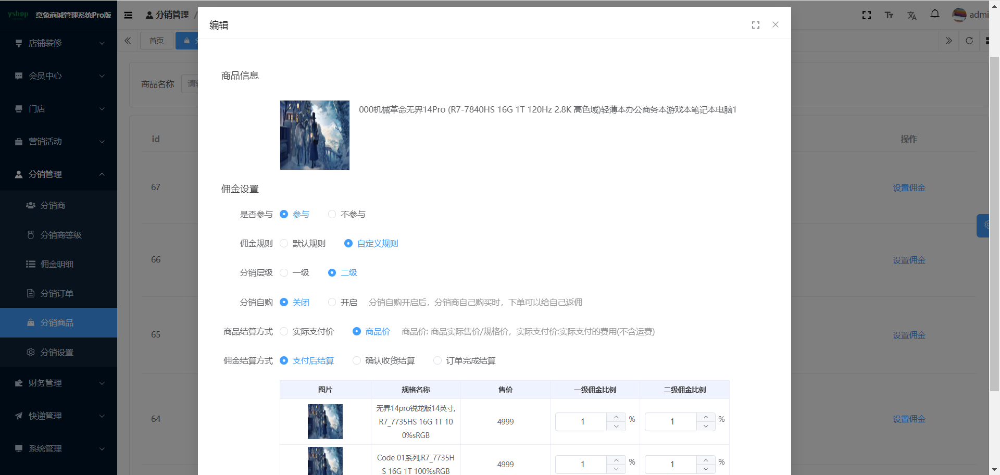 yshop 意象商城管理系统Pro版
店铺装修
会员中心
门店
营销活动
分销管理
分销商
分销商等级
佣金明细
分销订单
分销商品
分销设置
财务管理
快递管理
系统管理
分销管理 /
首页
商品名称
id
67
66
65
64
admi
操作
设置佣金
设置佣金
设置佣金
设置佣金
编辑
商品信息
000机械革命无界14Pro (R7-7840HS 16G 1T 120Hz 2.8K 高色域)轻薄本办公商务本游戏本笔记本电脑1
佣金设置
是否参与 参与 不参与
佣金规则 默认规则 自定义规则
分销层级 一级 二级
分销自购 关闭 开启 分销自购开启后，分销商自己购买时，下单可以给自己返佣
商品结算方式 实际支付价 商品价 商品价: 商品实际售价/规格价，实际支付价:实际支付的费用(不含运费)
佣金结算方式 支付后结算 确认收货结算 订单完成结算
图片 规格名称 售价 一级佣金比例 二级佣金比例
无界14pro锐龙版14英寸,
R7_7735HS 16G 1T 10
0%sRGB
4999 1 % 1 %
Code 01系列,R7_7735H
S 16G 1T 100%sRGB
4999 1 % 1 %